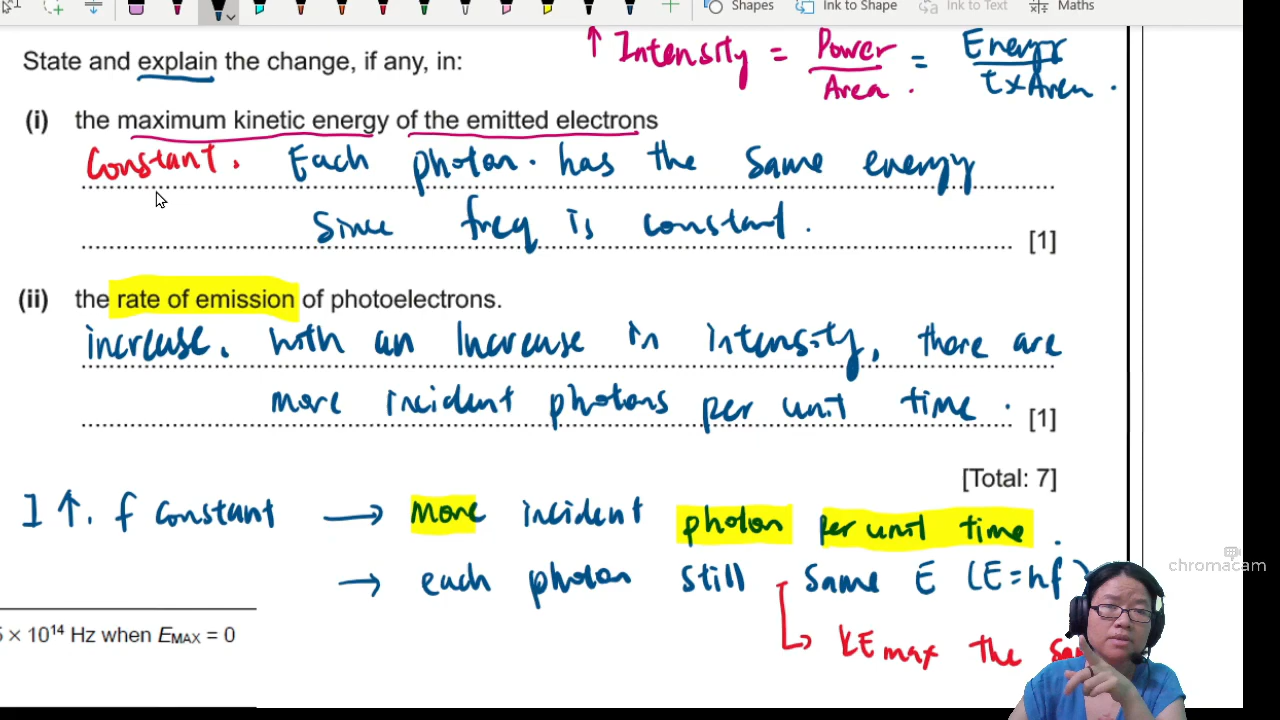 Shapes Ink to Shape Ink to Text Maths
State and explain the change, if any, in:
↑ Intensity = Power / Area . = Energy / t x Area .
(i) the maximum kinetic energy of the emitted electrons
Constant. Each photon. has the same energy
since freq is constant. [1]
(ii) the rate of emission of photoelectrons.
increase. With an increase in intensity, there are
more incident photons per unit time. [1]
[Total: 7]
I ↑. f constant → more incident photon per unit time.
→ each photon still same E (E=hf)
chromacam
× 10¹⁴ Hz when EMAX = 0
↳ KEmax the